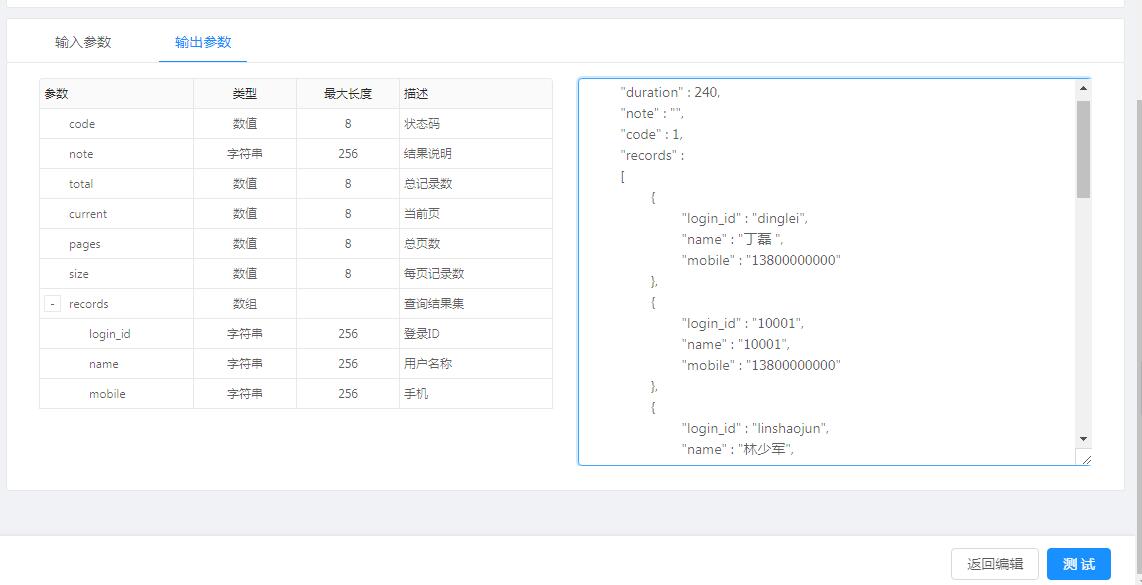 输入参数 输出参数
参数 类型 最大长度 描述
code 数值 8 状态码
note 字符串 256 结果说明
total 数值 8 总记录数
current 数值 8 当前页
pages 数值 8 总页数
size 数值 8 每页记录数
- records 数组 查询结果集
login_id 字符串 256 登录ID
name 字符串 256 用户名称
mobile 字符串 256 手机
"duration" : 240,
"note" : "",
"code" : 1,
"records" :
[
{
"login_id" : "dinglei",
"name" : "丁磊 ",
"mobile" : "13800000000"
},
{
"login_id" : "10001",
"name" : "10001",
"mobile" : "13800000000"
},
{
"login_id" : "linshaojun",
"name" : "林少军",
返回编辑 测 试